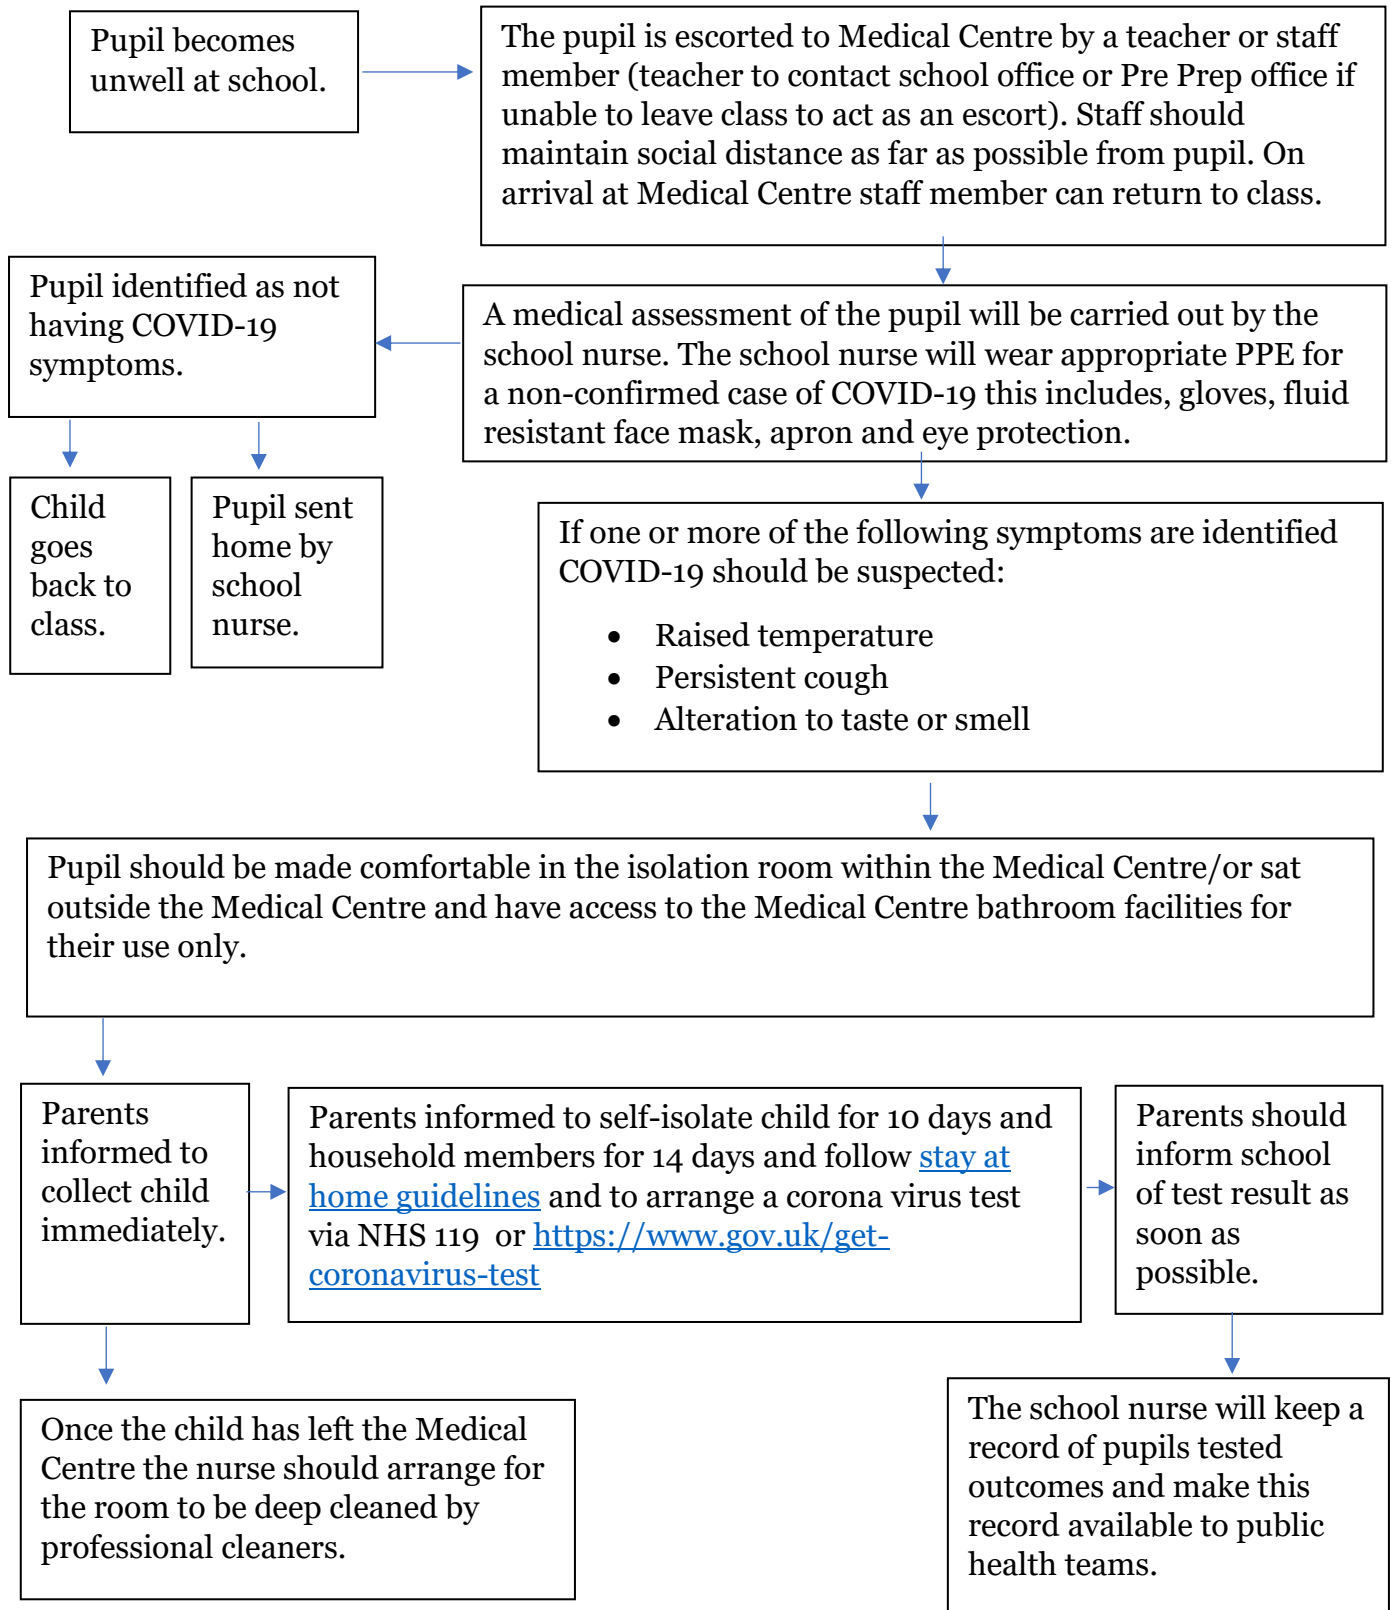 Pupil becomes
unwell at school.
The pupil is escorted to Medical Centre by a teacher or staff
member (teacher to contact school office or Pre Prep office if
unable to leave class to act as an escort). Staff should
maintain social distance as far as possible from pupil. On
arrival at Medical Centre staff member can return to class.
Pupil identified as not
having COVID-19
symptoms.
A medical assessment of the pupil will be carried out by the
school nurse. The school nurse will wear appropriate PPE for
a non-confirmed case of COVID-19 this includes, gloves, fluid
resistant face mask, apron and eye protection.
Child
goes
back to
class.
Pupil sent
home by
school
nurse.
If one or more of the following symptoms are identified
COVID-19 should be suspected:
• Raised temperature
• Persistent cough
• Alteration to taste or smell
Pupil should be made comfortable in the isolation room within the Medical Centre/or sat
outside the Medical Centre and have access to the Medical Centre bathroom facilities for
their use only.
Parents
informed to
collect child
immediately.
Parents informed to self-isolate child for 10 days and
household members for 14 days and follow stay at
home guidelines and to arrange a corona virus test
via NHS 119 or https://www.gov.uk/get-
coronavirus-test
Parents should
inform school
of test result as
soon as
possible.
Once the child has left the Medical
Centre the nurse should arrange for
the room to be deep cleaned by
professional cleaners.
The school nurse will keep a
record of pupils tested
outcomes and make this
record available to public
health teams.